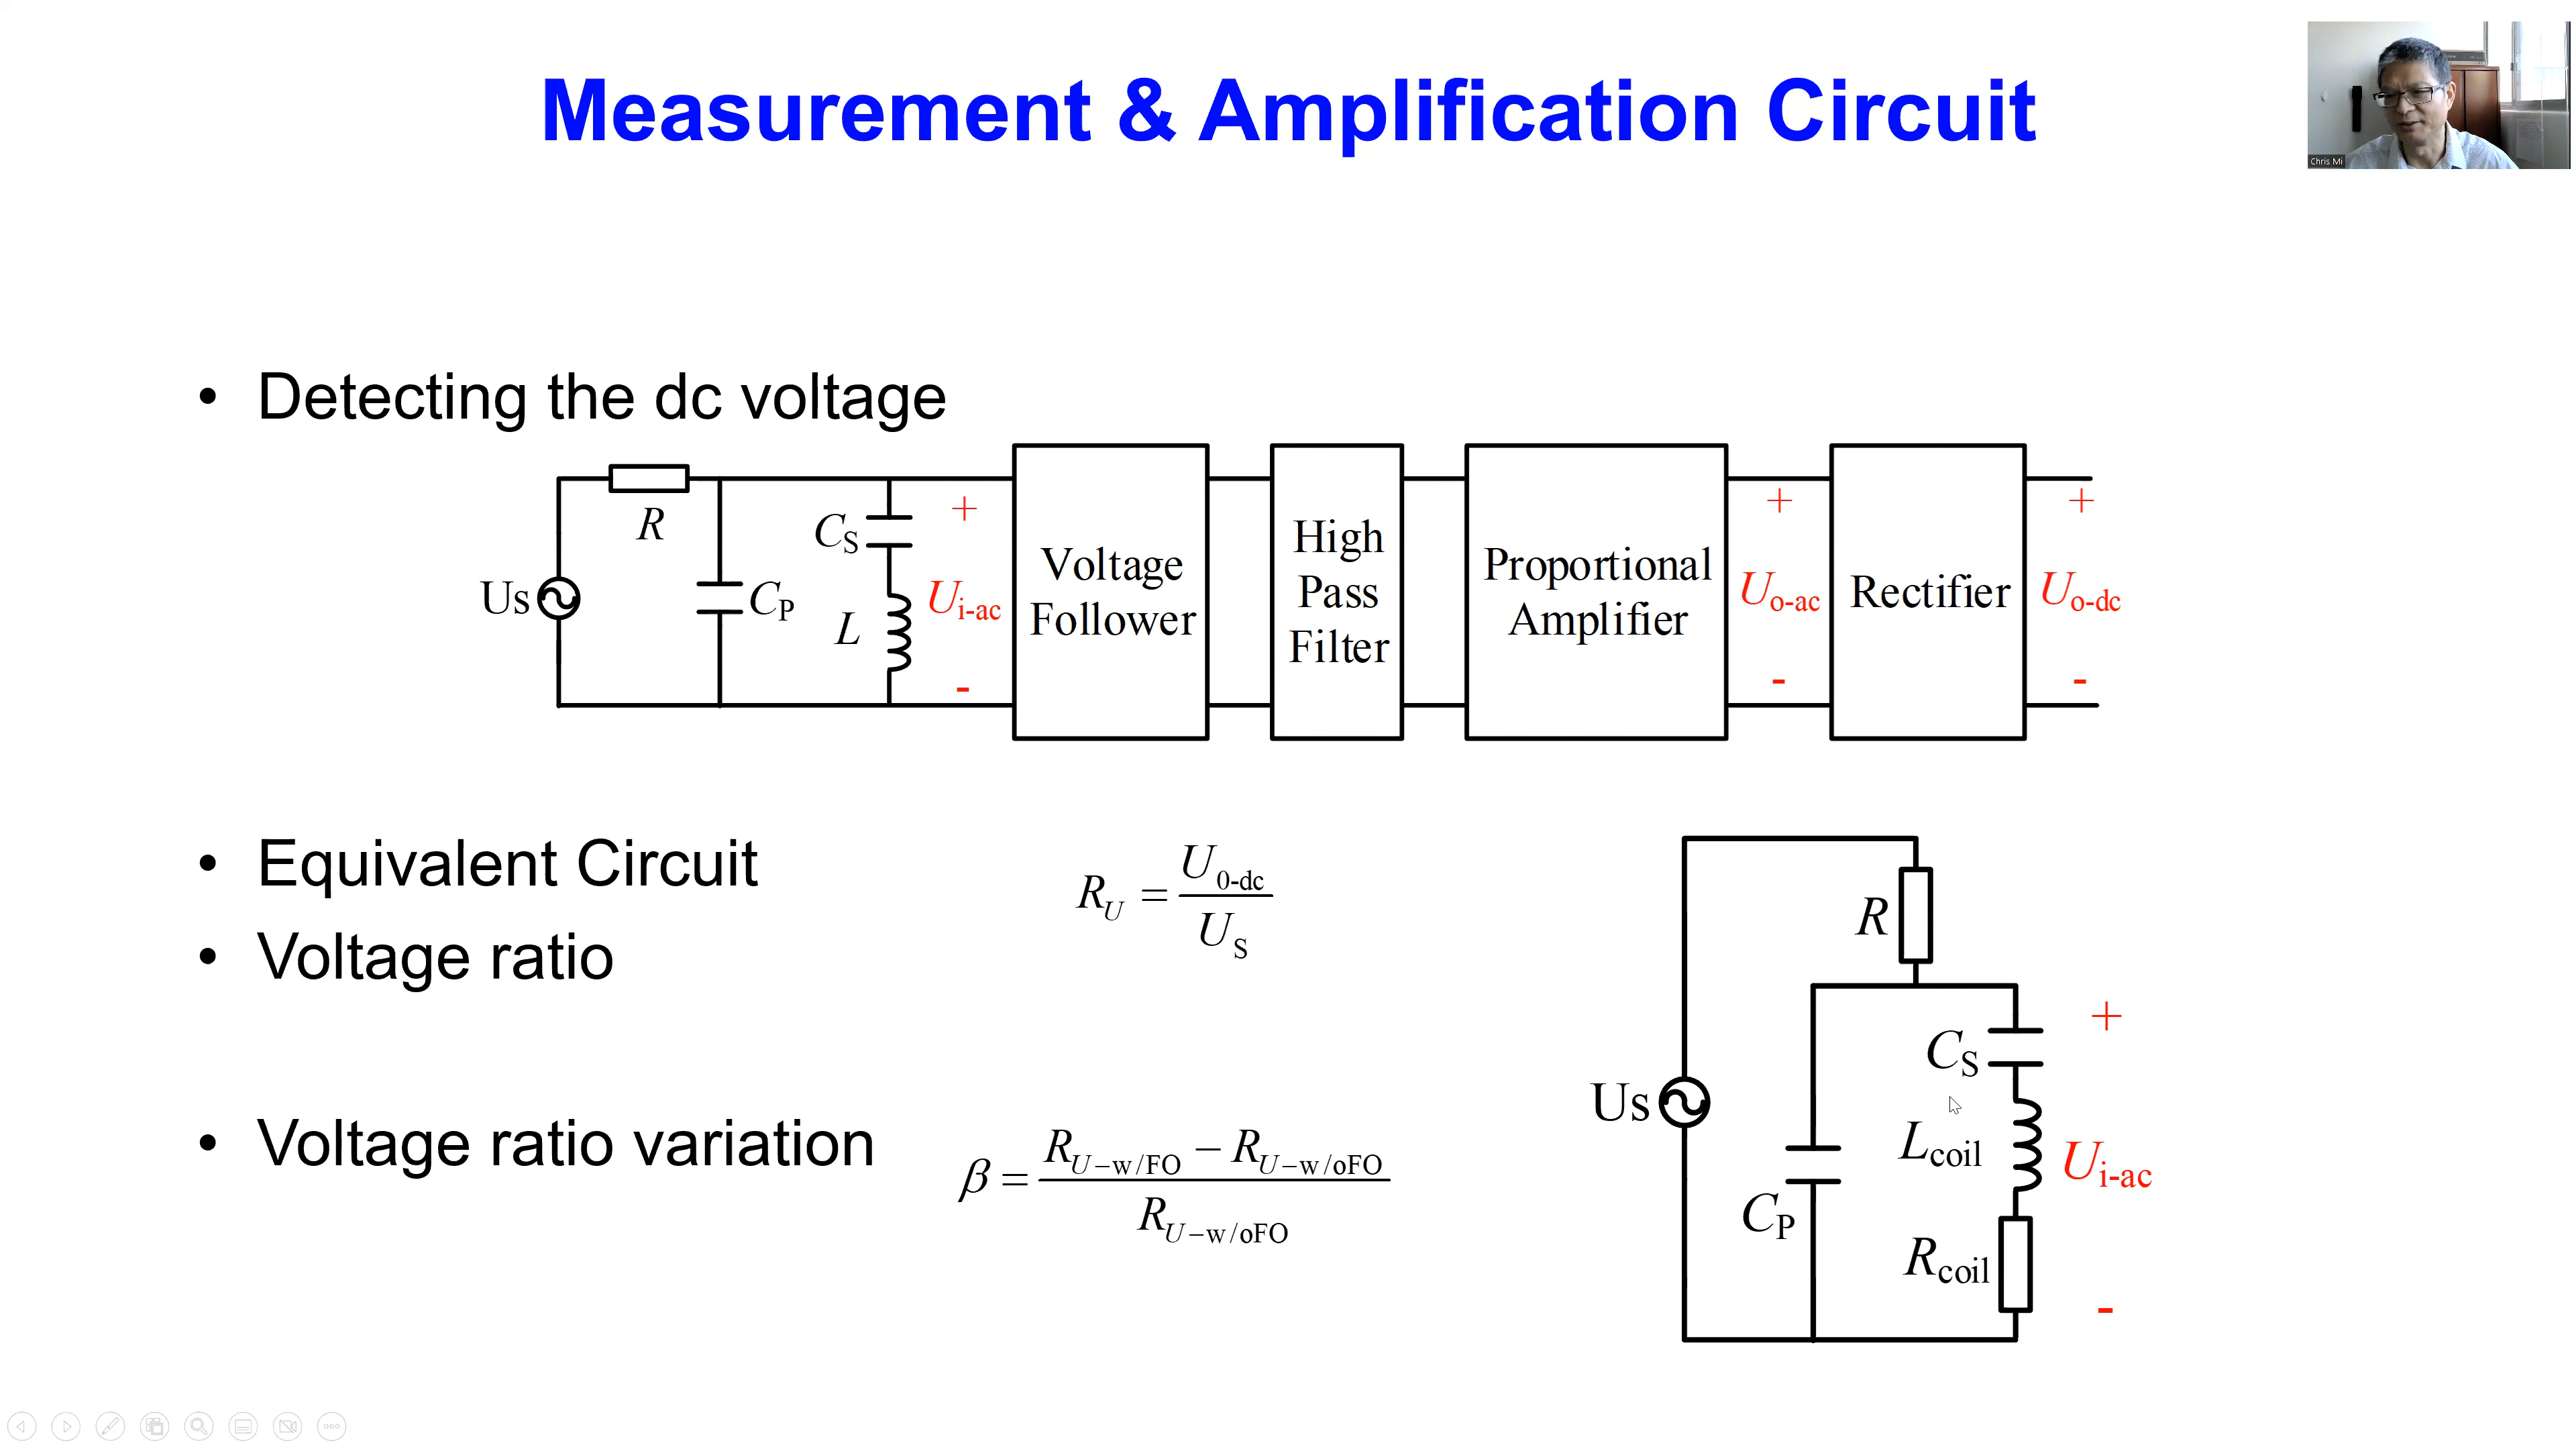 Measurement & Amplification Circuit
Chris Mi
• Detecting the dc voltage
R
Us
C_P
C_S
L
+
U_i-ac
-
Voltage
Follower
High
Pass
Filter
Proportional
Amplifier
+
U_o-ac
-
Rectifier
+
U_o-dc
-
• Equivalent Circuit
• Voltage ratio
R_U = U_0-dc / U_S
• Voltage ratio variation
β = (R_U–w/FO − R_U–w/oFO) / R_U–w/oFO
R
Us
C_P
C_S
L_coil
R_coil
+
U_i-ac
-